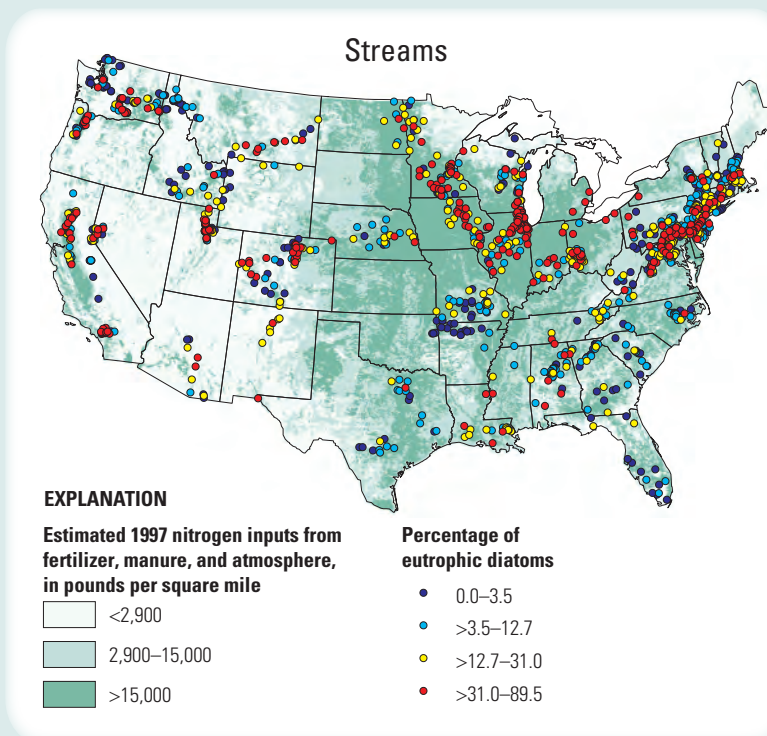 Streams
EXPLANATION
Estimated 1997 nitrogen inputs from
fertilizer, manure, and atmosphere,
in pounds per square mile
<2,900
2,900–15,000
>15,000
Percentage of
eutrophic diatoms
0.0–3.5
>3.5–12.7
>12.7–31.0
>31.0–89.5